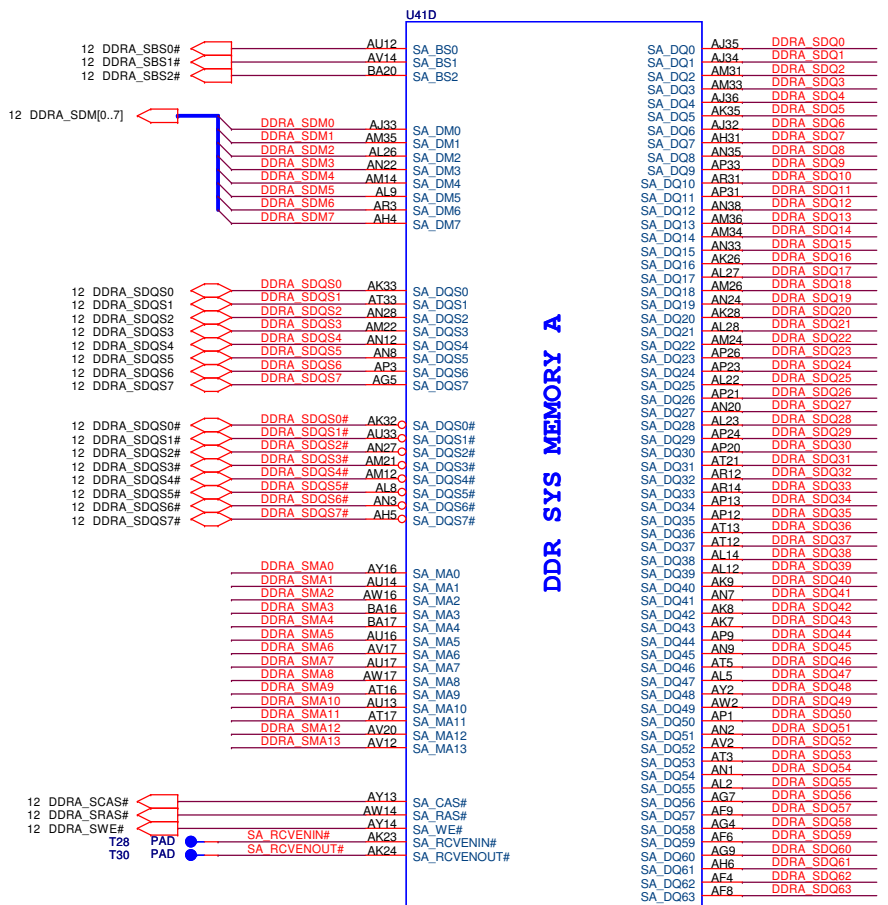 U41D
12 DDRA_SBS0# AU12 SA_BS0
12 DDRA_SBS1# AV14 SA_BS1
12 DDRA_SBS2# BA20 SA_BS2
12 DDRA_SDM[0..7]
DDRA_SDM0 AJ33 SA_DM0
DDRA_SDM1 AM35 SA_DM1
DDRA_SDM2 AL26 SA_DM2
DDRA_SDM3 AN22 SA_DM3
DDRA_SDM4 AM14 SA_DM4
DDRA_SDM5 AL9 SA_DM5
DDRA_SDM6 AR3 SA_DM6
DDRA_SDM7 AH4 SA_DM7
12 DDRA_SDQS0 DDRA_SDQS0 AK33 SA_DQS0
12 DDRA_SDQS1 DDRA_SDQS1 AT33 SA_DQS1
12 DDRA_SDQS2 DDRA_SDQS2 AN28 SA_DQS2
12 DDRA_SDQS3 DDRA_SDQS3 AM22 SA_DQS3
12 DDRA_SDQS4 DDRA_SDQS4 AN12 SA_DQS4
12 DDRA_SDQS5 DDRA_SDQS5 AN8 SA_DQS5
12 DDRA_SDQS6 DDRA_SDQS6 AP3 SA_DQS6
12 DDRA_SDQS7 DDRA_SDQS7 AG5 SA_DQS7
12 DDRA_SDQS0# DDRA_SDQS0# AK32 SA_DQS0#
12 DDRA_SDQS1# DDRA_SDQS1# AU33 SA_DQS1#
12 DDRA_SDQS2# DDRA_SDQS2# AN27 SA_DQS2#
12 DDRA_SDQS3# DDRA_SDQS3# AM21 SA_DQS3#
12 DDRA_SDQS4# DDRA_SDQS4# AM12 SA_DQS4#
12 DDRA_SDQS5# DDRA_SDQS5# AL8 SA_DQS5#
12 DDRA_SDQS6# DDRA_SDQS6# AN3 SA_DQS6#
12 DDRA_SDQS7# DDRA_SDQS7# AH5 SA_DQS7#
DDRA_SMA0 AY16 SA_MA0
DDRA_SMA1 AU14 SA_MA1
DDRA_SMA2 AW16 SA_MA2
DDRA_SMA3 BA16 SA_MA3
DDRA_SMA4 BA17 SA_MA4
DDRA_SMA5 AU16 SA_MA5
DDRA_SMA6 AV17 SA_MA6
DDRA_SMA7 AU17 SA_MA7
DDRA_SMA8 AW17 SA_MA8
DDRA_SMA9 AT16 SA_MA9
DDRA_SMA10 AU13 SA_MA10
DDRA_SMA11 AT17 SA_MA11
DDRA_SMA12 AV20 SA_MA12
DDRA_SMA13 AV12 SA_MA13
12 DDRA_SCAS# AY13 SA_CAS#
12 DDRA_SRAS# AW14 SA_RAS#
12 DDRA_SWE# AY14 SA_WE#
T28 PAD SA_RCVENIN# AK23 SA_RCVENIN#
T30 PAD SA_RCVENOUT# AK24 SA_RCVENOUT#
DDR SYS MEMORY A
SA_DQ0 AJ35 DDRA_SDQ0
SA_DQ1 AJ34 DDRA_SDQ1
SA_DQ2 AM31 DDRA_SDQ2
SA_DQ3 AM33 DDRA_SDQ3
SA_DQ4 AJ36 DDRA_SDQ4
SA_DQ5 AK35 DDRA_SDQ5
SA_DQ6 AJ32 DDRA_SDQ6
SA_DQ7 AH31 DDRA_SDQ7
SA_DQ8 AN35 DDRA_SDQ8
SA_DQ9 AP33 DDRA_SDQ9
SA_DQ10 AR31 DDRA_SDQ10
SA_DQ11 AP31 DDRA_SDQ11
SA_DQ12 AN38 DDRA_SDQ12
SA_DQ13 AM36 DDRA_SDQ13
SA_DQ14 AM34 DDRA_SDQ14
SA_DQ15 AN33 DDRA_SDQ15
SA_DQ16 AK26 DDRA_SDQ16
SA_DQ17 AL27 DDRA_SDQ17
SA_DQ18 AM26 DDRA_SDQ18
SA_DQ19 AN24 DDRA_SDQ19
SA_DQ20 AK28 DDRA_SDQ20
SA_DQ21 AL28 DDRA_SDQ21
SA_DQ22 AM24 DDRA_SDQ22
SA_DQ23 AP26 DDRA_SDQ23
SA_DQ24 AP23 DDRA_SDQ24
SA_DQ25 AL22 DDRA_SDQ25
SA_DQ26 AP21 DDRA_SDQ26
SA_DQ27 AN20 DDRA_SDQ27
SA_DQ28 AL23 DDRA_SDQ28
SA_DQ29 AP24 DDRA_SDQ29
SA_DQ30 AP20 DDRA_SDQ30
SA_DQ31 AT21 DDRA_SDQ31
SA_DQ32 AR12 DDRA_SDQ32
SA_DQ33 AR14 DDRA_SDQ33
SA_DQ34 AP13 DDRA_SDQ34
SA_DQ35 AP12 DDRA_SDQ35
SA_DQ36 AT13 DDRA_SDQ36
SA_DQ37 AT12 DDRA_SDQ37
SA_DQ38 AL14 DDRA_SDQ38
SA_DQ39 AL12 DDRA_SDQ39
SA_DQ40 AK9 DDRA_SDQ40
SA_DQ41 AN7 DDRA_SDQ41
SA_DQ42 AK8 DDRA_SDQ42
SA_DQ43 AK7 DDRA_SDQ43
SA_DQ44 AP9 DDRA_SDQ44
SA_DQ45 AN9 DDRA_SDQ45
SA_DQ46 AT5 DDRA_SDQ46
SA_DQ47 AL5 DDRA_SDQ47
SA_DQ48 AY2 DDRA_SDQ48
SA_DQ49 AW2 DDRA_SDQ49
SA_DQ50 AP1 DDRA_SDQ50
SA_DQ51 AN2 DDRA_SDQ51
SA_DQ52 AV2 DDRA_SDQ52
SA_DQ53 AT3 DDRA_SDQ53
SA_DQ54 AN1 DDRA_SDQ54
SA_DQ55 AL2 DDRA_SDQ55
SA_DQ56 AG7 DDRA_SDQ56
SA_DQ57 AF9 DDRA_SDQ57
SA_DQ58 AG4 DDRA_SDQ58
SA_DQ59 AF6 DDRA_SDQ59
SA_DQ60 AG9 DDRA_SDQ60
SA_DQ61 AH6 DDRA_SDQ61
SA_DQ62 AF4 DDRA_SDQ62
SA_DQ63 AF8 DDRA_SDQ63